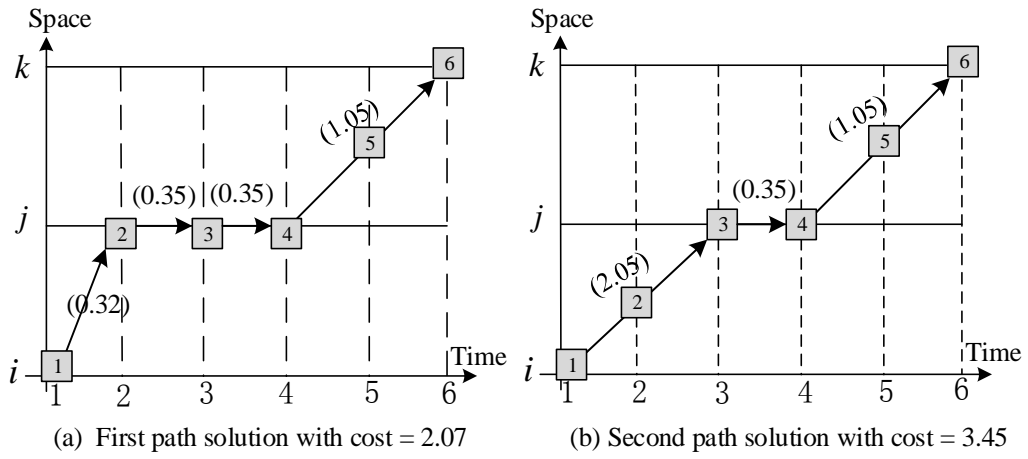 Space
k
6
(1.05)
5
(0.35)
(0.35)
j
2
3
4
(0.32)
1
i
Time
1 2 3 4 5 6
(a) First path solution with cost = 2.07
Space
k
6
(1.05)
5
(0.35)
j
3
4
(2.05)
2
1
i
Time
1 2 3 4 5 6
(b) Second path solution with cost = 3.45